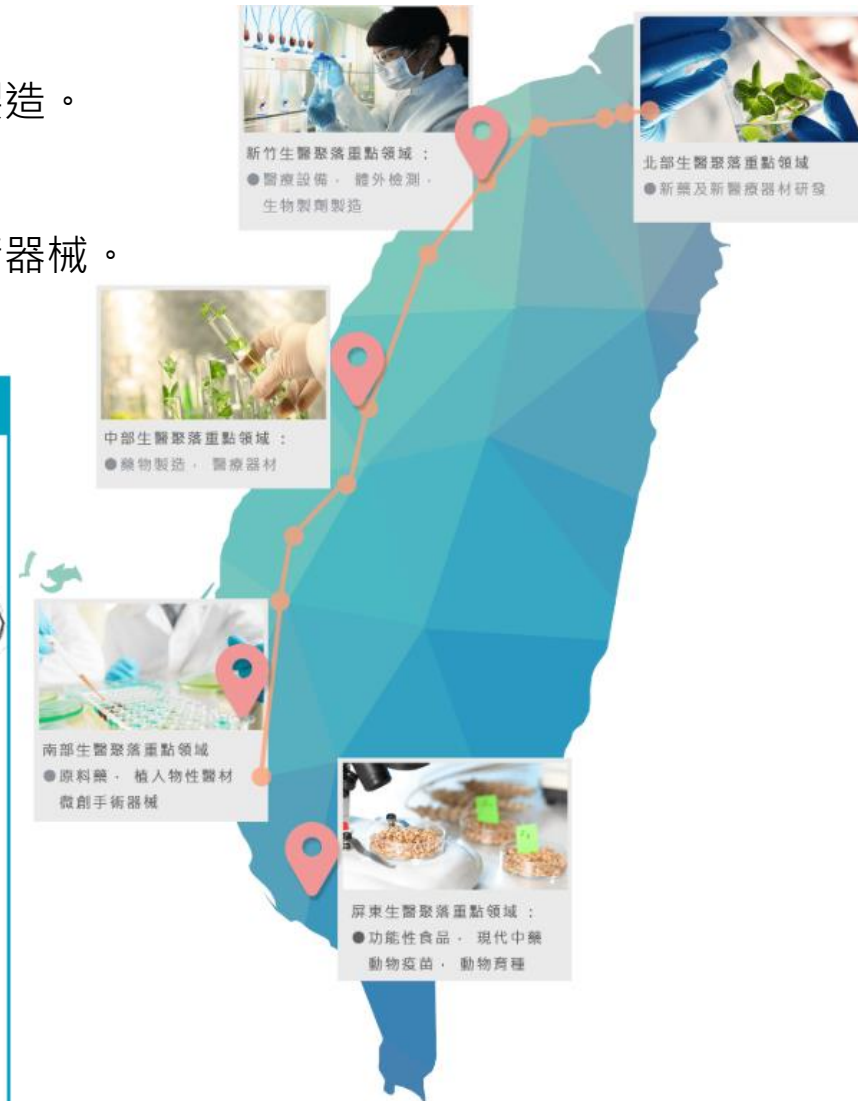 製造。
器械。
新竹生醫聚落重點領域：
●醫療設備． 體外檢測．
生物製劑製造
北部生醫聚落重點領域
●新藥及新醫療器材研發
中部生醫聚落重點領域：
●藥物製造． 醫療器材
南部生醫聚落重點領域
●原料藥． 植入物性醫材
微創手術器械
屏東生醫聚落重點領域：
●功能性食品． 現代中藥
動物疫苗． 動物育種